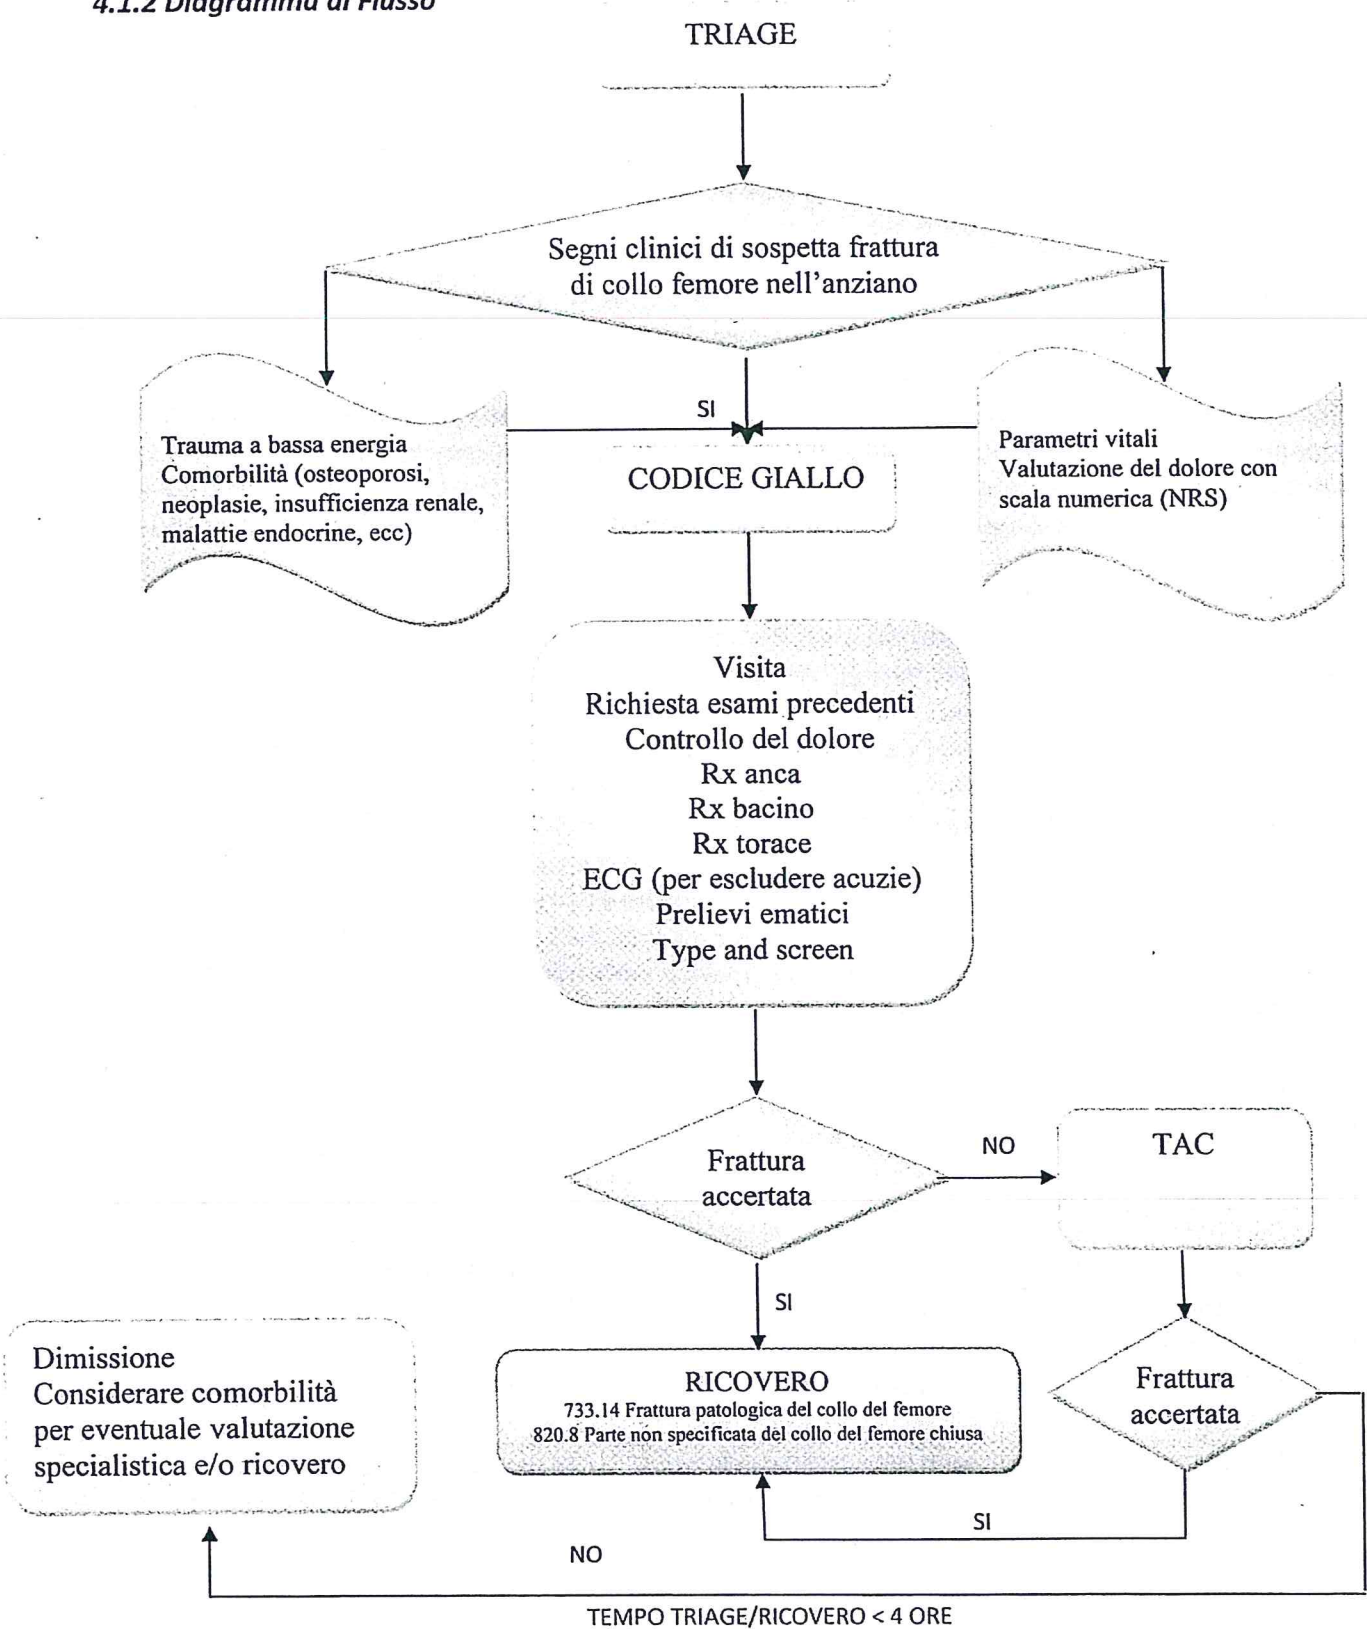 4.1.2 Diagramma di Flusso
TRIAGE
Segni clinici di sospetta frattura
di collo femore nell'anziano
SI
Trauma a bassa energia
Comorbilità (osteoporosi,
neoplasie, insufficienza renale,
malattie endocrine, ecc)
CODICE GIALLO
Parametri vitali
Valutazione del dolore con
scala numerica (NRS)
Visita
Richiesta esami precedenti
Controllo del dolore
Rx anca
Rx bacino
Rx torace
ECG (per escludere acuzie)
Prelievi ematici
Type and screen
Frattura
accertata
NO
TAC
SI
Dimissione
Considerare comorbilità
per eventuale valutazione
specialistica e/o ricovero
RICOVERO
733.14 Frattura patologica del collo del femore
820.8 Parte non specificata del collo del femore chiusa
Frattura
accertata
SI
NO
TEMPO TRIAGE/RICOVERO < 4 ORE